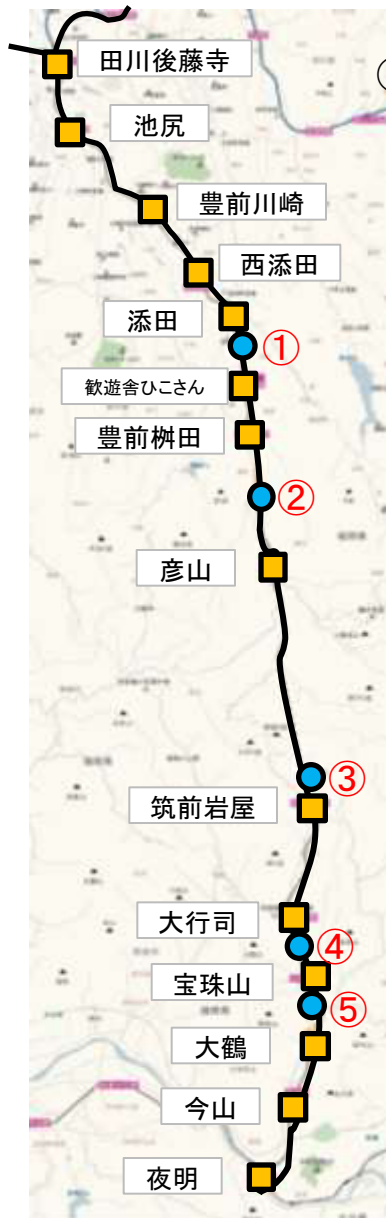 田川後藤寺
池尻
豊前川崎
西添田
添田
①
歓遊舎ひこさん
豊前桝田
②
彦山
③
筑前岩屋
大行司
④
宝珠山
⑤
大鶴
今山
夜明